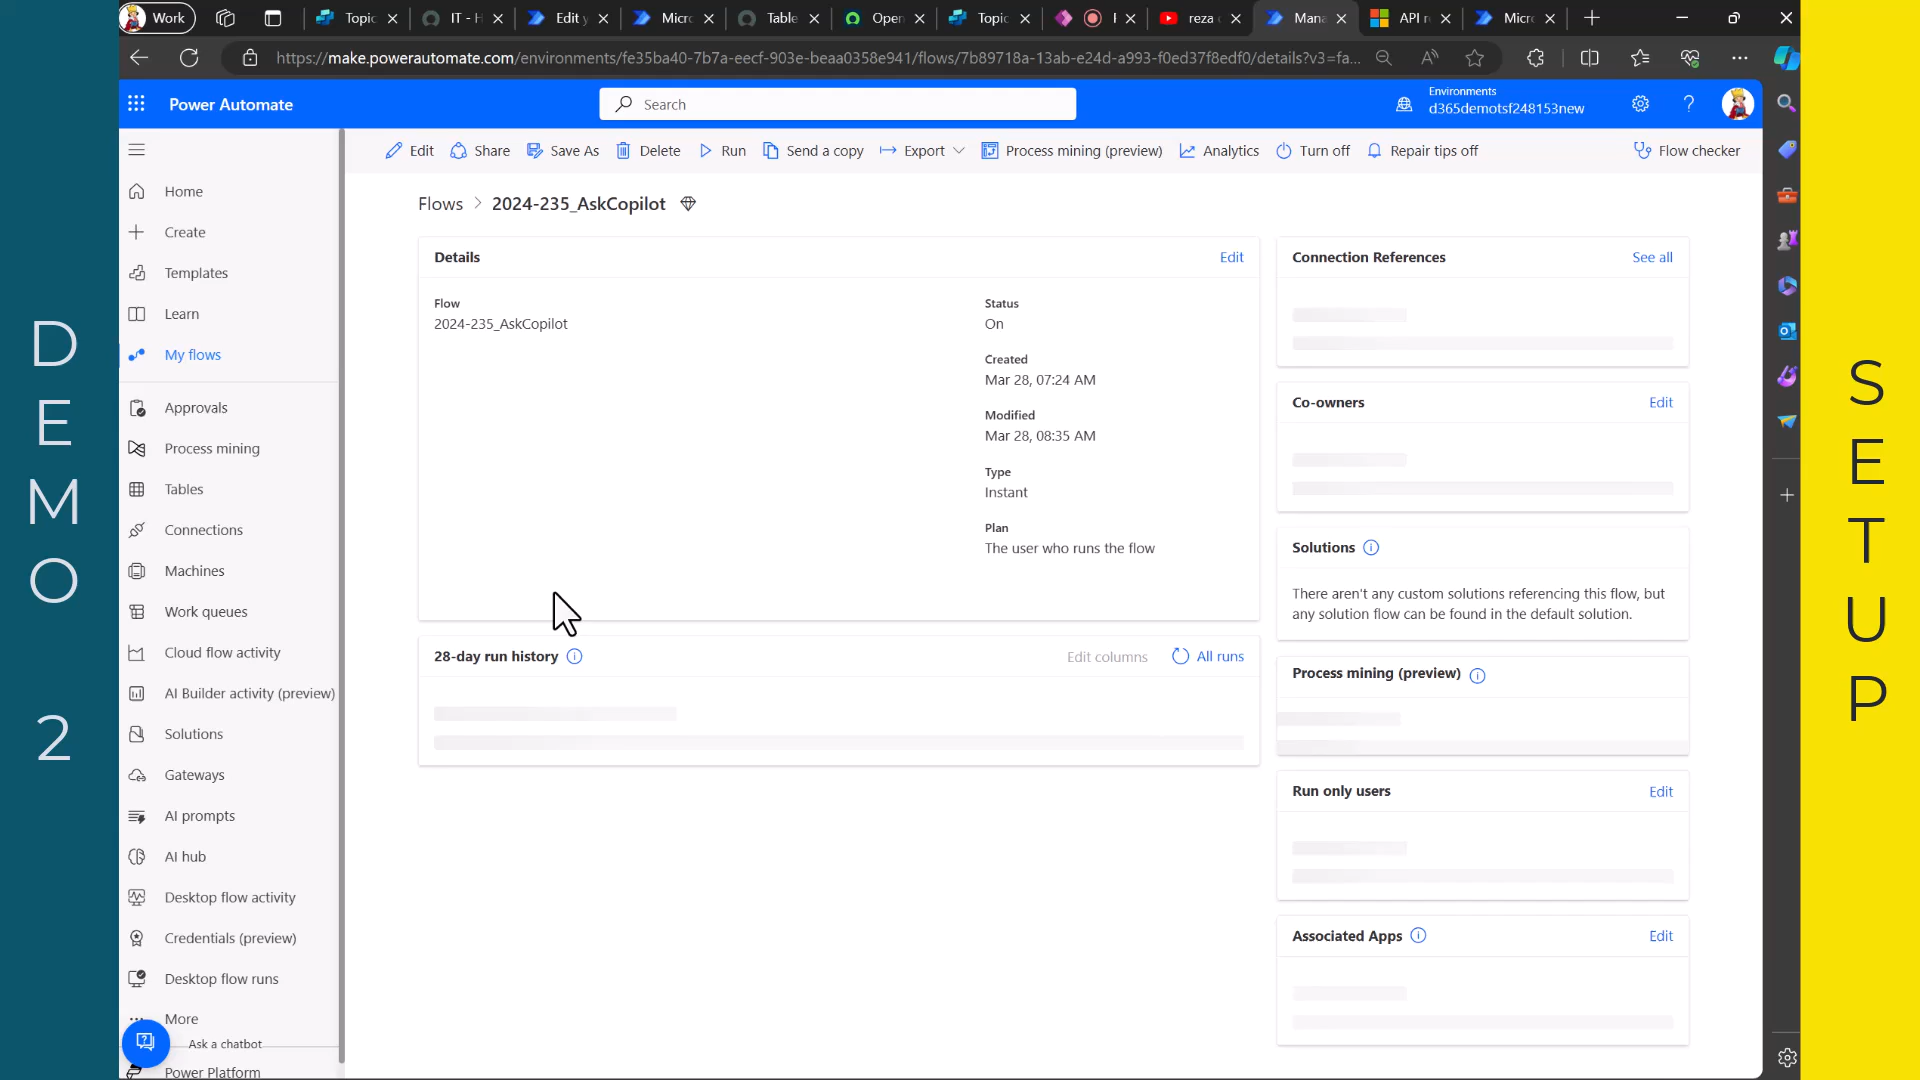 DEMO 2
SETUP
Work
Topic
IT - H
Edit y
Micro
Table
Open
Topic
reza c
Mana
API r
Micro
https://make.powerautomate.com/environments/fe35ba40-7b7a-eecf-903e-beaa0358e941/flows/7b89718a-13ab-e24d-a993-f0ed37f8edf0/details?v3=fa...
Power Automate
Search
Environments
d365demotsf248153new
Edit
Share
Save As
Delete
Run
Send a copy
Export
Process mining (preview)
Analytics
Turn off
Repair tips off
Flow checker
Home
Create
Templates
Learn
My flows
Approvals
Process mining
Tables
Connections
Machines
Work queues
Cloud flow activity
AI Builder activity (preview)
Solutions
Gateways
AI prompts
AI hub
Desktop flow activity
Credentials (preview)
Desktop flow runs
More
Ask a chatbot
Power Platform
Flows > 2024-235_AskCopilot
Details
Edit
Flow
2024-235_AskCopilot
Status
On
Created
Mar 28, 07:24 AM
Modified
Mar 28, 08:35 AM
Type
Instant
Plan
The user who runs the flow
28-day run history
Edit columns
All runs
Connection References
See all
Co-owners
Edit
Solutions
There aren't any custom solutions referencing this flow, but
any solution flow can be found in the default solution.
Process mining (preview)
Run only users
Edit
Associated Apps
Edit